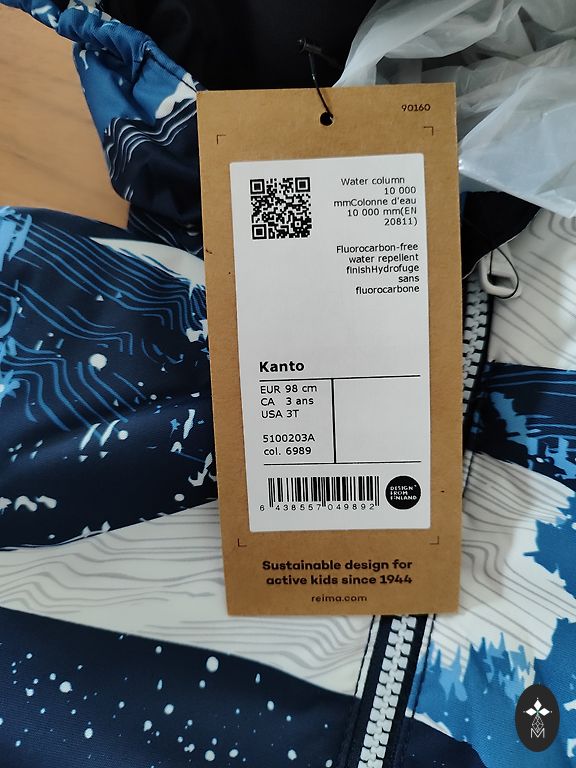 90160
Water column
10 000
mmColonne d'eau
10 000 mm(EN
20811)
Fluorocarbon-free
water repellent
finishHydrofuge
sans
fluorocarbone
Kanto
EUR 98 cm
CA 3 ans
USA 3T
5100203A
col. 6989
6 438557 049892
DESIGN
FROM
FINLAND
Sustainable design for
active kids since 1944
reima.com
M